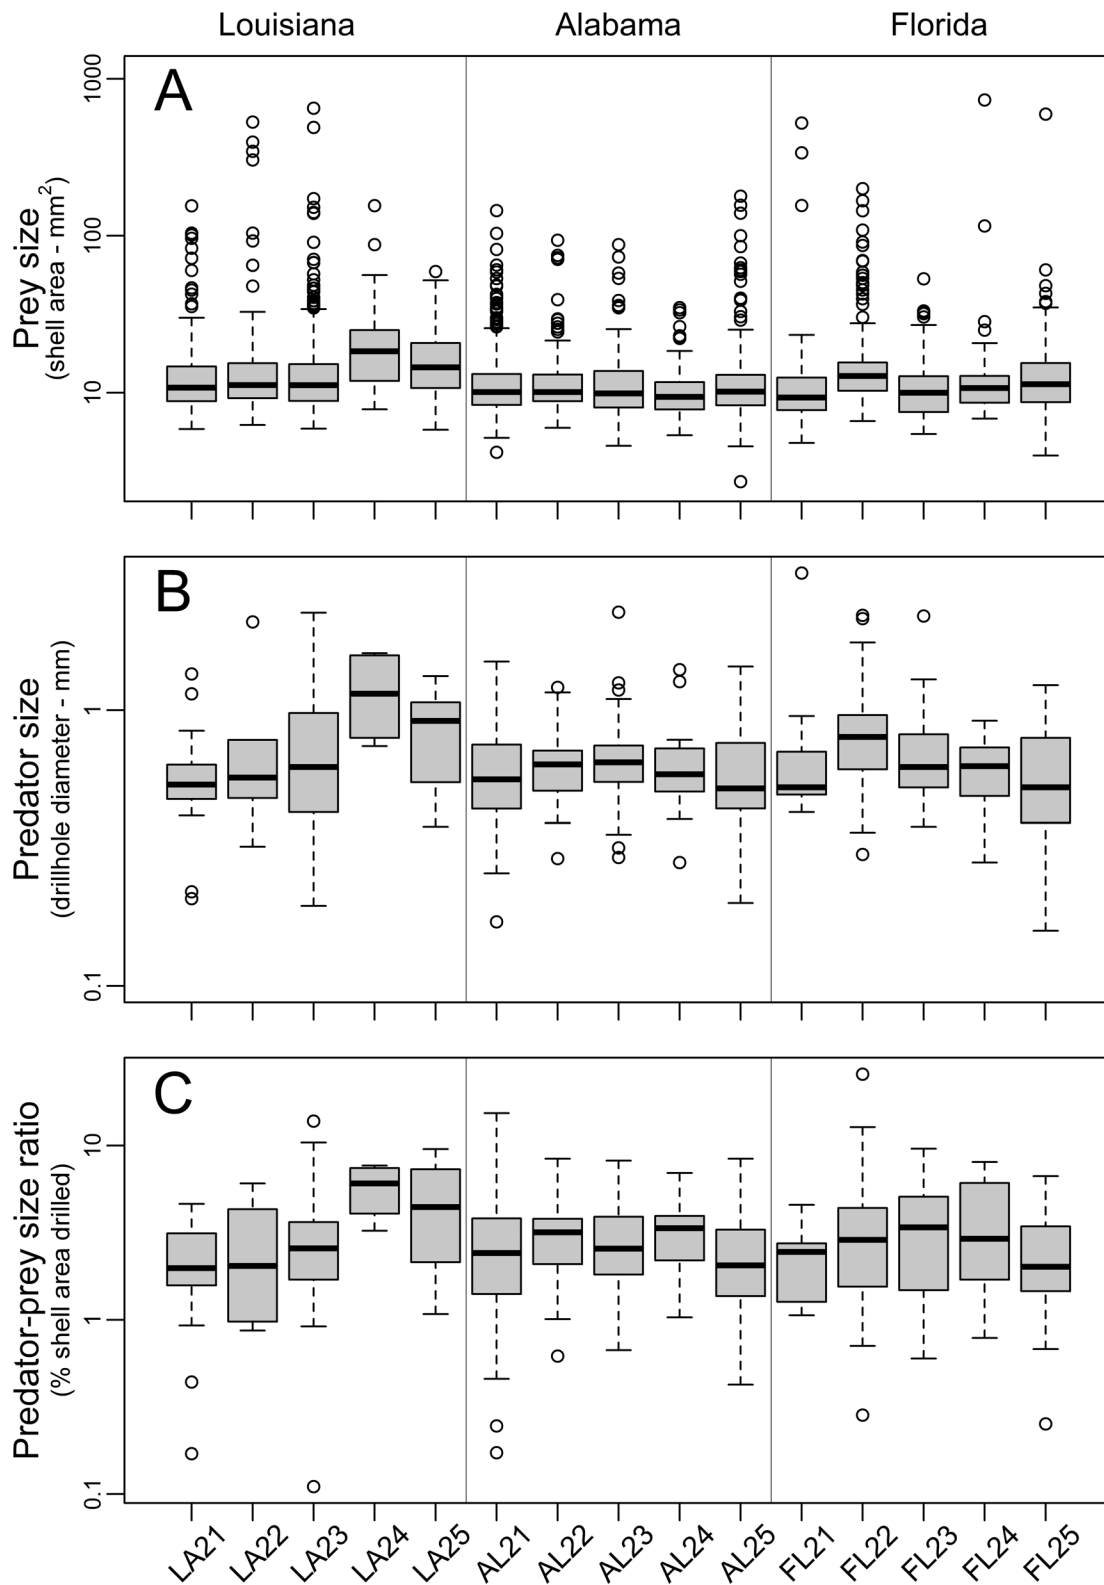 Louisiana Alabama Florida
A
Prey size
(shell area - mm²)
1000
100
10
B
Predator size
(drillhole diameter - mm)
1
0.1
C
Predator-prey size ratio
(% shell area drilled)
10
1
0.1
LA21 LA22 LA23 LA24 LA25 AL21 AL22 AL23 AL24 AL25 FL21 FL22 FL23 FL24 FL25